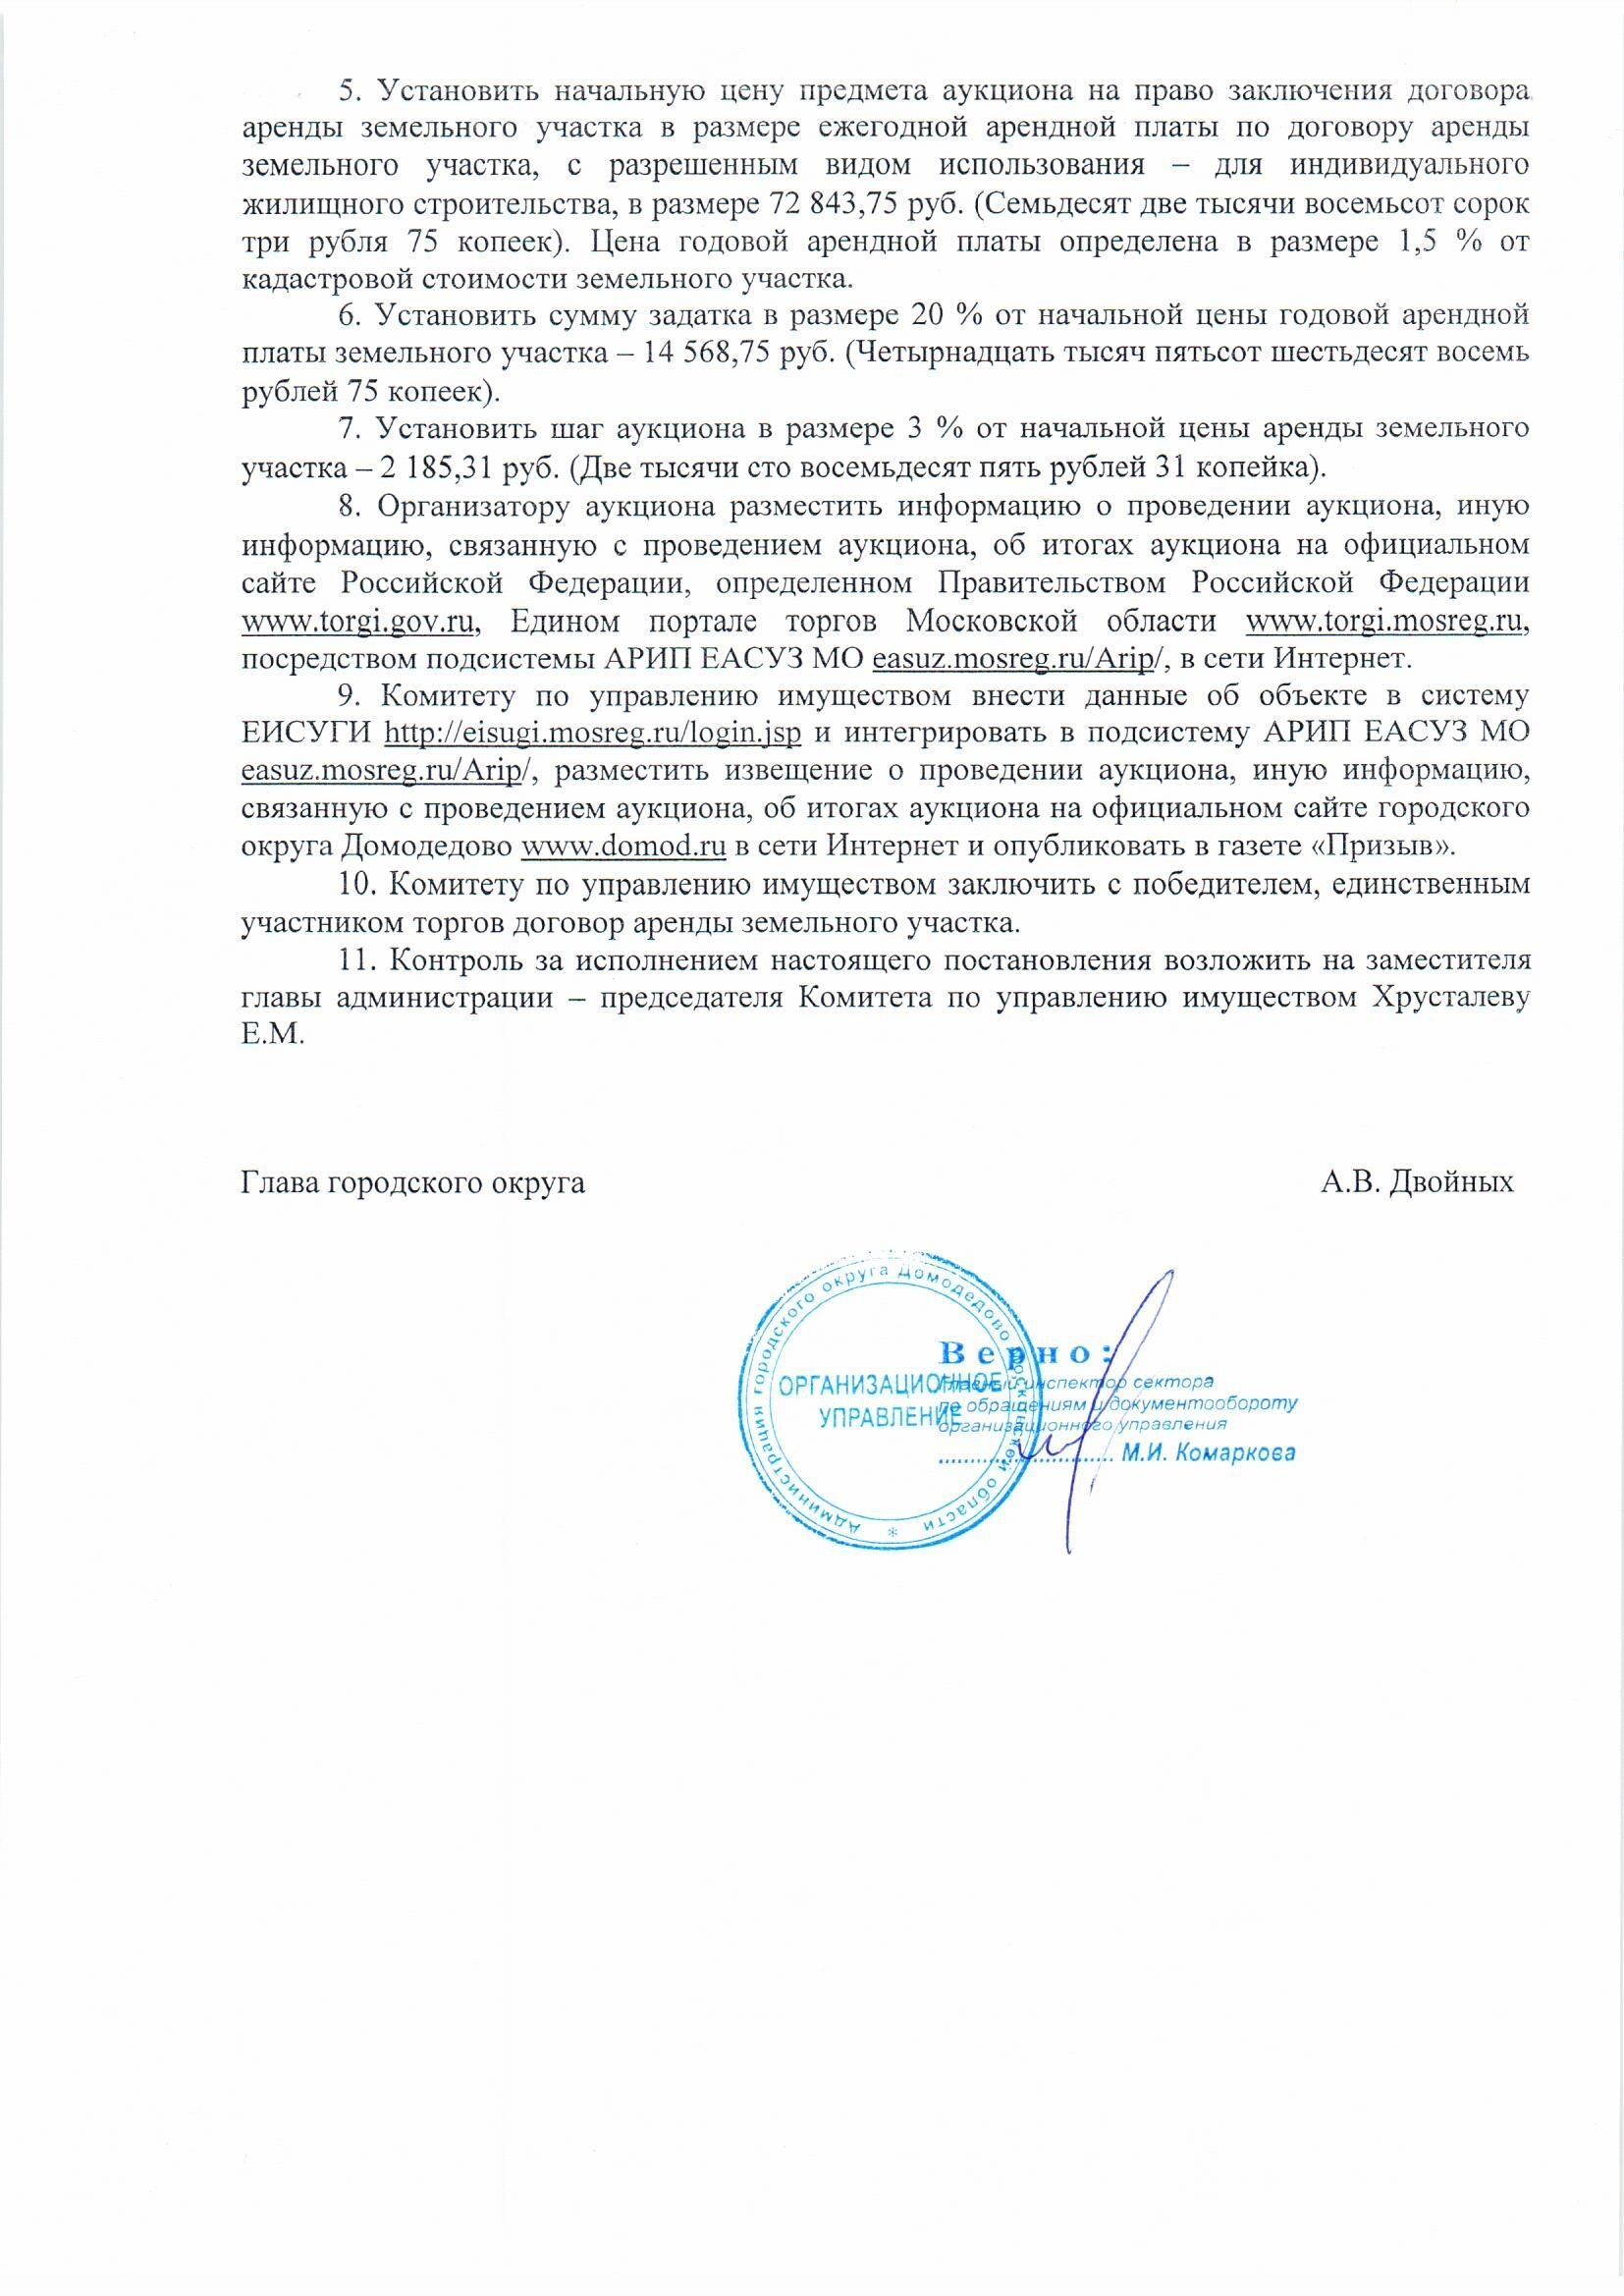 5. Установить начальную цену предмета аукциона на право заключения договора
аренды земельного участка в размере ежегодной арендной платы по договору аренды
земельного участка, с разрешенным видом использования – для индивидуального
жилищного строительства, в размере 72 843,75 руб. (Семьдесят две тысячи восемьсот сорок
три рубля 75 копеек). Цена годовой арендной платы определена в размере 1,5 % от
кадастровой стоимости земельного участка.
6. Установить сумму задатка в размере 20 % от начальной цены годовой арендной
платы земельного участка – 14 568,75 руб. (Четырнадцать тысяч пятьсот шестьдесят восемь
рублей 75 копеек).
7. Установить шаг аукциона в размере 3 % от начальной цены аренды земельного
участка – 2 185,31 руб. (Две тысячи сто восемьдесят пять рублей 31 копейка).
8. Организатору аукциона разместить информацию о проведении аукциона, иную
информацию, связанную с проведением аукциона, об итогах аукциона на официальном
сайте Российской Федерации, определенном Правительством Российской Федерации
www.torgi.gov.ru, Едином портале торгов Московской области www.torgi.mosreg.ru,
посредством подсистемы АРИП ЕАСУЗ МО easuz.mosreg.ru/Arip/, в сети Интернет.
9. Комитету по управлению имуществом внести данные об объекте в систему
ЕИСУГИ http://eisugi.mosreg.ru/login.jsp и интегрировать в подсистему АРИП ЕАСУЗ МО
easuz.mosreg.ru/Arip/, разместить извещение о проведении аукциона, иную информацию,
связанную с проведением аукциона, об итогах аукциона на официальном сайте городского
округа Домодедово www.domod.ru в сети Интернет и опубликовать в газете «Призыв».
10. Комитету по управлению имуществом заключить с победителем, единственным
участником торгов договор аренды земельного участка.
11. Контроль за исполнением настоящего постановления возложить на заместителя
главы администрации – председателя Комитета по управлению имуществом Хрусталеву
Е.М.
Глава городского округа А.В. Двойных
Администрация городского округа Домодедово Московской области *
ОРГАНИЗАЦИОННОЕ
УПРАВЛЕНИЕ
Верно:
Главный инспектор сектора
по обращениям и документообороту
организационного управления
М.И. Комаркова